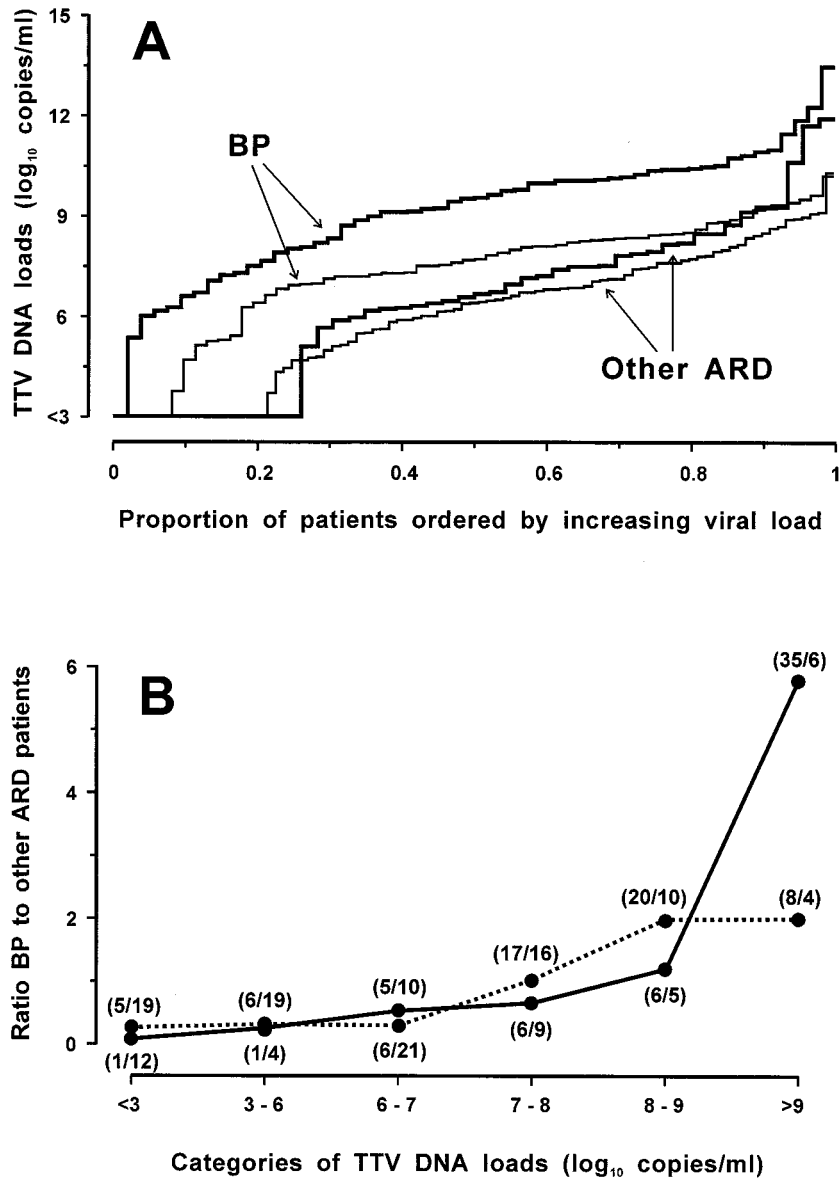 A
15
12
9
6
<3
TTV DNA loads (log10 copies/ml)
BP
Other ARD
0
0.2
0.4
0.6
0.8
1
Proportion of patients ordered by increasing viral load
B
6
4
2
0
Ratio BP to other ARD patients
(35/6)
(20/10)
(8/4)
(17/16)
(5/19)
(6/19)
(5/10)
(6/5)
(1/12)
(1/4)
(6/21)
(6/9)
<3
3 - 6
6 - 7
7 - 8
8 - 9
>9
Categories of TTV DNA loads (log10 copies/ml)